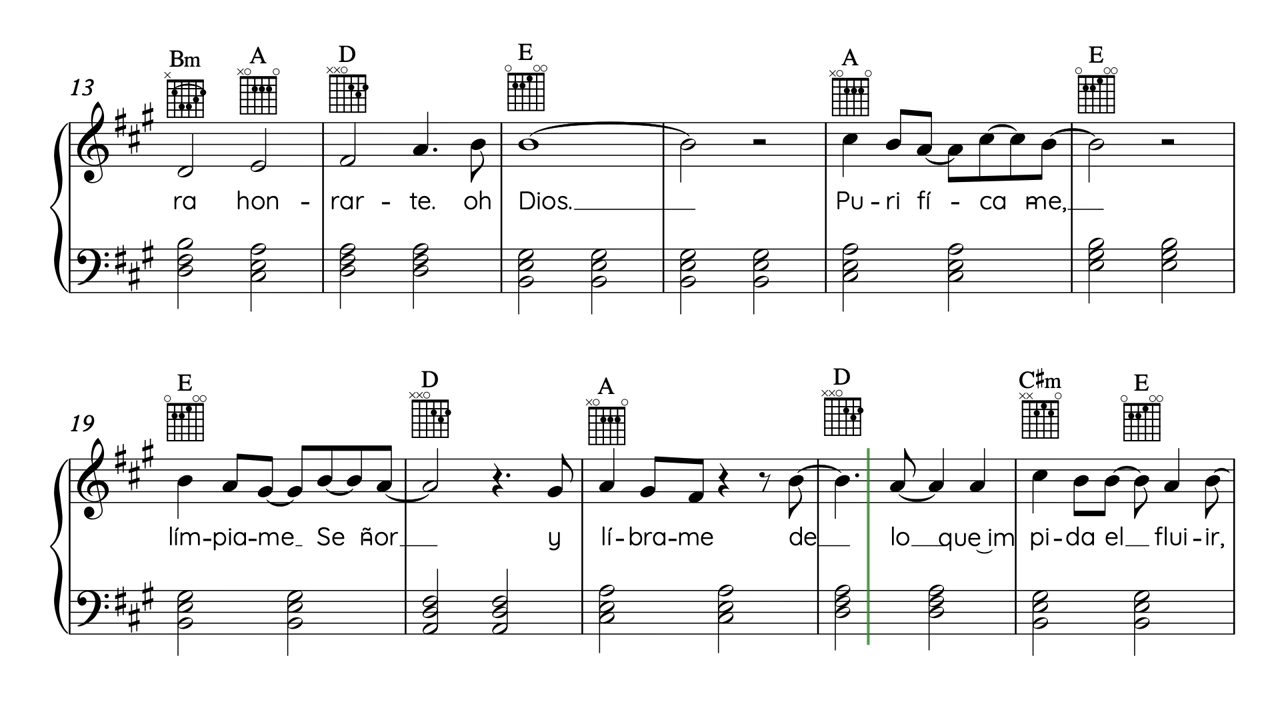 Bm A D E A E
13
ra hon - rar - te. oh Dios. Pu - ri fí - ca me,
E D A D C#m E
19
lím-pia-me Se ñor y lí-bra-me de lo que im pi-da el flui-ir,